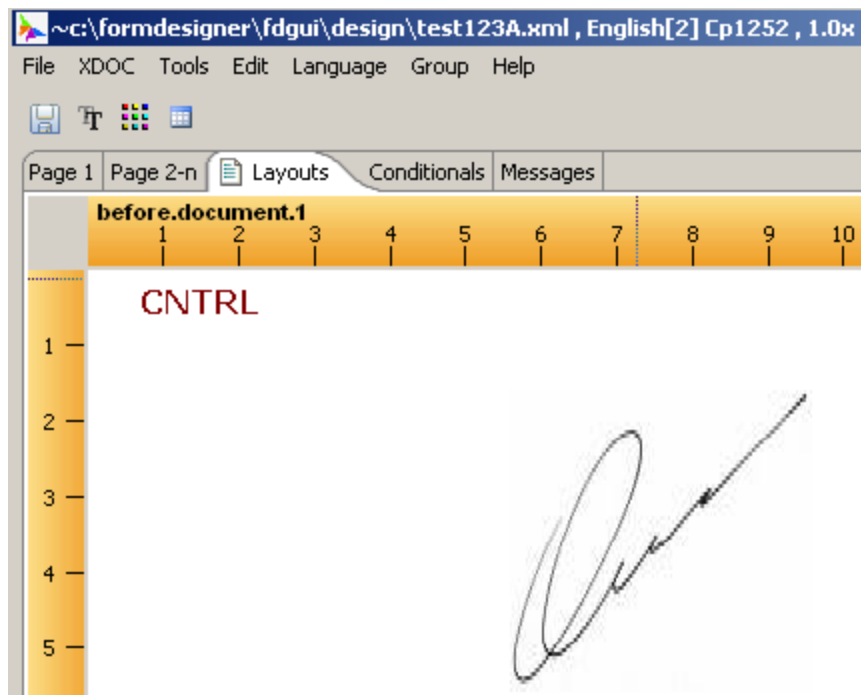 ~c:\formdesigner\fdgui\design\test123A.xml , English[2] Cp1252 , 1.0x
File XDOC Tools Edit Language Group Help
Page 1 Page 2-n Layouts Conditionals Messages
before.document.1
1 2 3 4 5 6 7 8 9 10
CNTRL
1
2
3
4
5